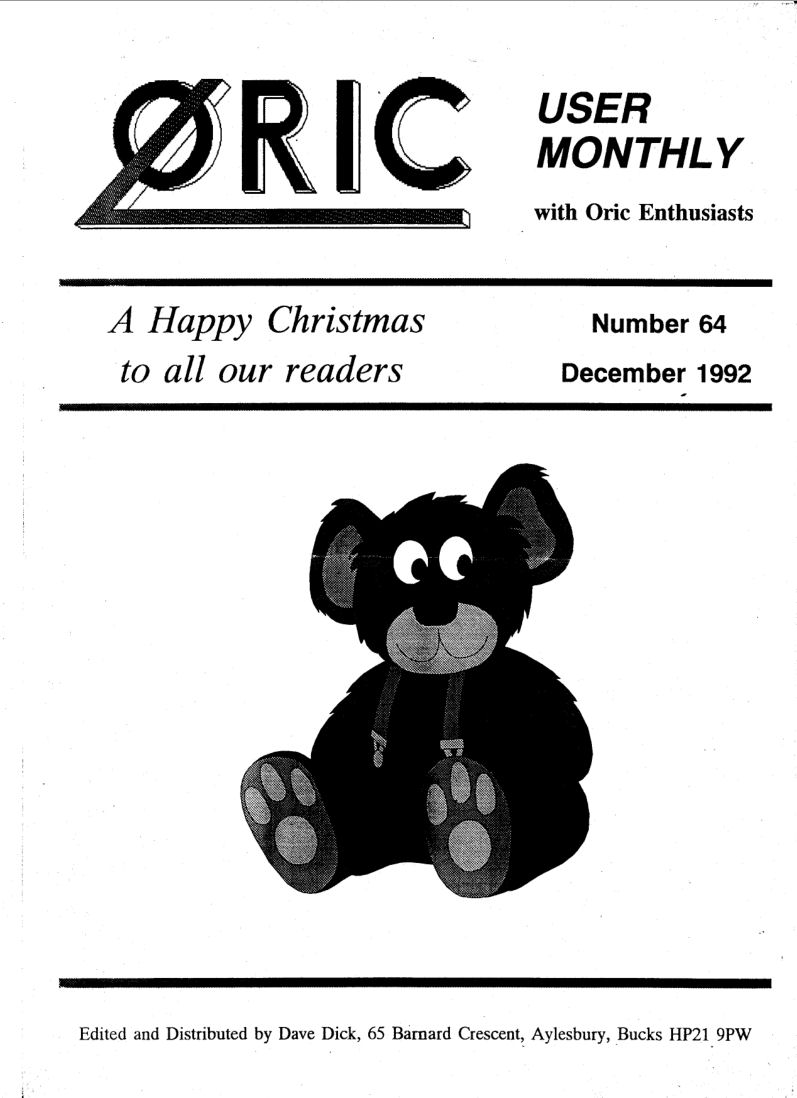 ORIC
USER
MONTHLY
with Oric Enthusiasts
A Happy Christmas
to all our readers
Number 64
December 1992
Edited and Distributed by Dave Dick, 65 Barnard Crescent, Aylesbury, Bucks HP21 9PW